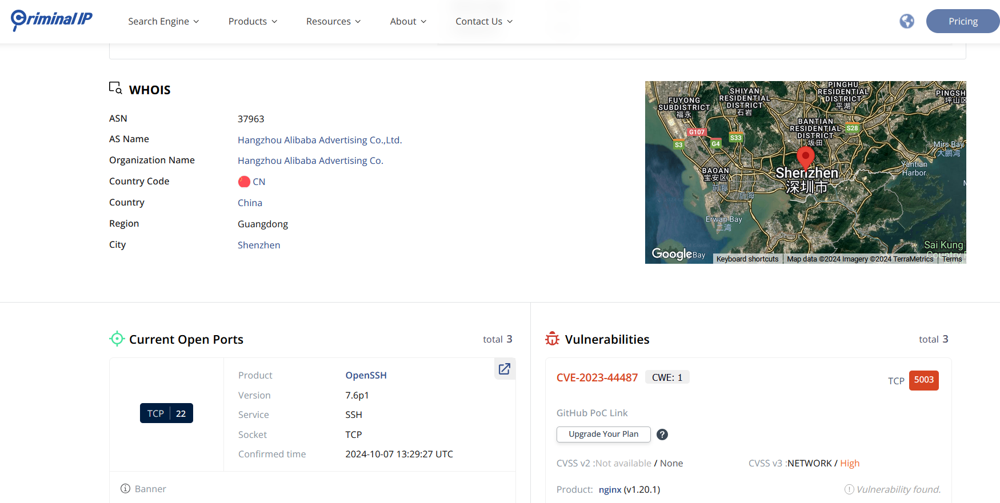 Criminal IP
Search Engine
Products
Resources
About
Contact Us
Pricing
WHOIS
ASN 37963
AS Name Hangzhou Alibaba Advertising Co.,Ltd.
Organization Name Hangzhou Alibaba Advertising Co.
Country Code CN
Country China
Region Guangdong
City Shenzhen
FUYONG
SUBDISTRICT
福永
SHIYAN
RESIDENTIAL
DISTRICT
石岩
PINGHU
RESIDENTIAL
DISTRICT
平湖
PINGSH
坪山区
BANTIAN
RESIDENTIAL
DISTRICT
坂田
S28
G107
S3
G4
S33
Mirs Bay
大鹏湾
Yantian
Harbor
BAOAN
宝安区
前海
后海
Shenzhen
深圳市
Erwan Bay
二湾
Sai Kung
Country
Google
Bay
Keyboard shortcuts
Map data ©2024 Imagery ©2024 TerraMetrics
Terms
Current Open Ports
total 3
TCP 22
Product OpenSSH
Version 7.6p1
Service SSH
Socket TCP
Confirmed time 2024-10-07 13:29:27 UTC
Banner
Vulnerabilities
total 3
CVE-2023-44487 CWE: 1
TCP 5003
GitHub PoC Link
Upgrade Your Plan ?
CVSS v2 :Not available / None
CVSS v3 :NETWORK / High
Product: nginx (v1.20.1)
Vulnerability found.